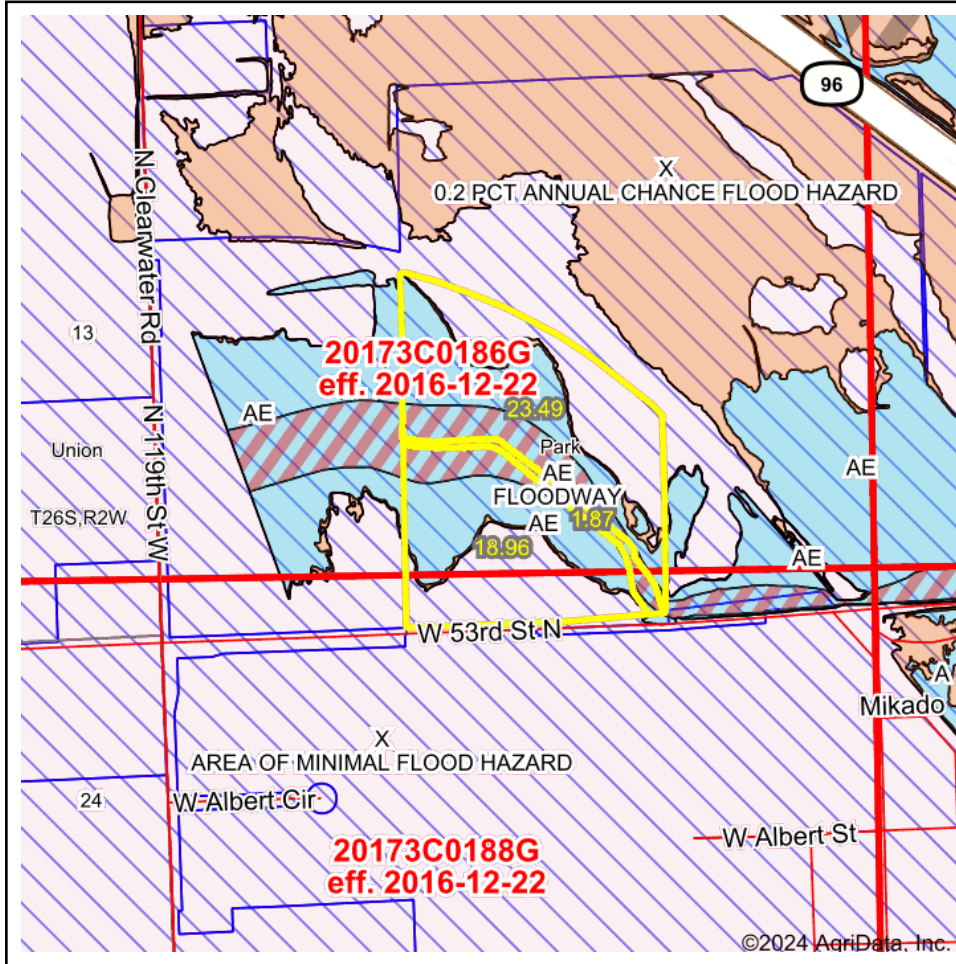 96
X
0.2 PCT ANNUAL CHANCE FLOOD HAZARD
N Clearwater Rd
13
20173C0186G
eff. 2016-12-22
23.49
AE
N 119th St W
Union
Park
AE
FLOODWAY
AE
AE
1.87
T26S,R2W
18.96
AE
W 53rd St N
A
Mikado
X
AREA OF MINIMAL FLOOD HAZARD
24
W Albert Cir
W Albert St
20173C0188G
eff. 2016-12-22
©2024 AgriData, Inc.